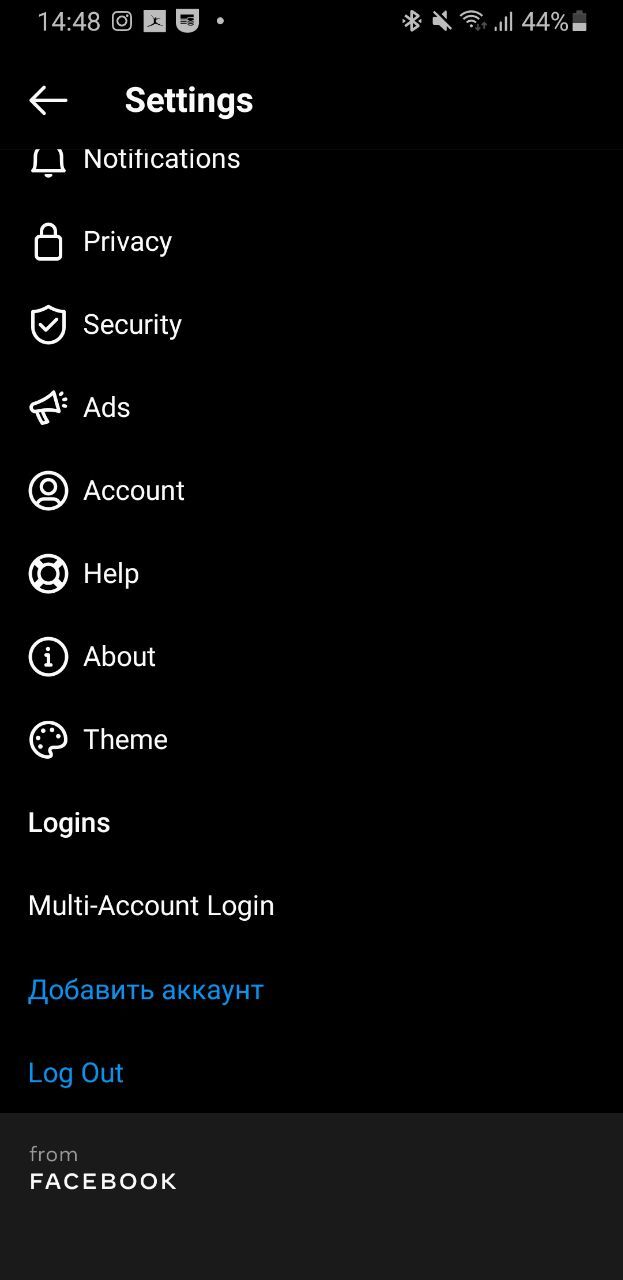 14:48
44%
Settings
Notifications
Privacy
Security
Ads
Account
Help
About
Theme
Logins
Multi-Account Login
Добавить аккаунт
Log Out
from
FACEBOOK